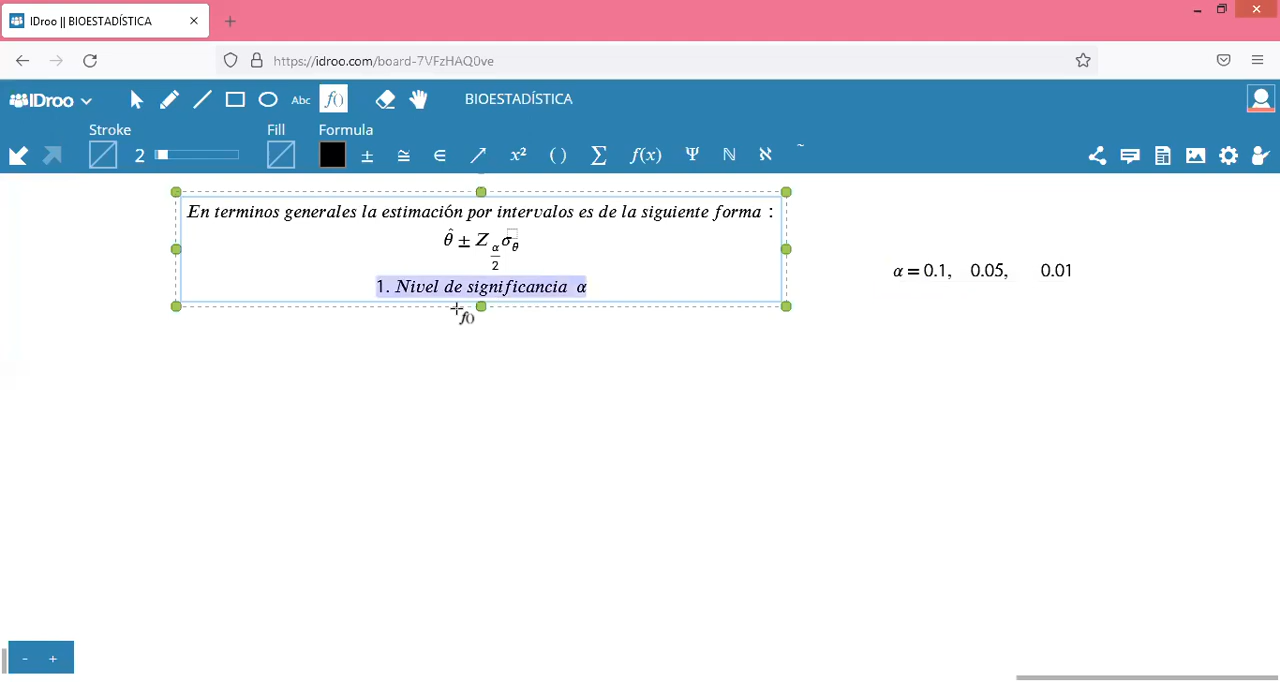 IDroo || BIOESTADÍSTICA
https://idroo.com/board-7VFzHAQ0ve
IDroo Abc f() BIOESTADÍSTICA
Stroke Fill Formula
2 ± ≅ ∈ x² ( ) ∑ f(x) Ψ ℕ ℵ ~
En terminos generales la estimación por intervalos es de la siguiente forma :
θ̂ ± Z_{α/2} σ_θ
α = 0.1, 0.05, 0.01
1. Nivel de significancia α
f()
- +